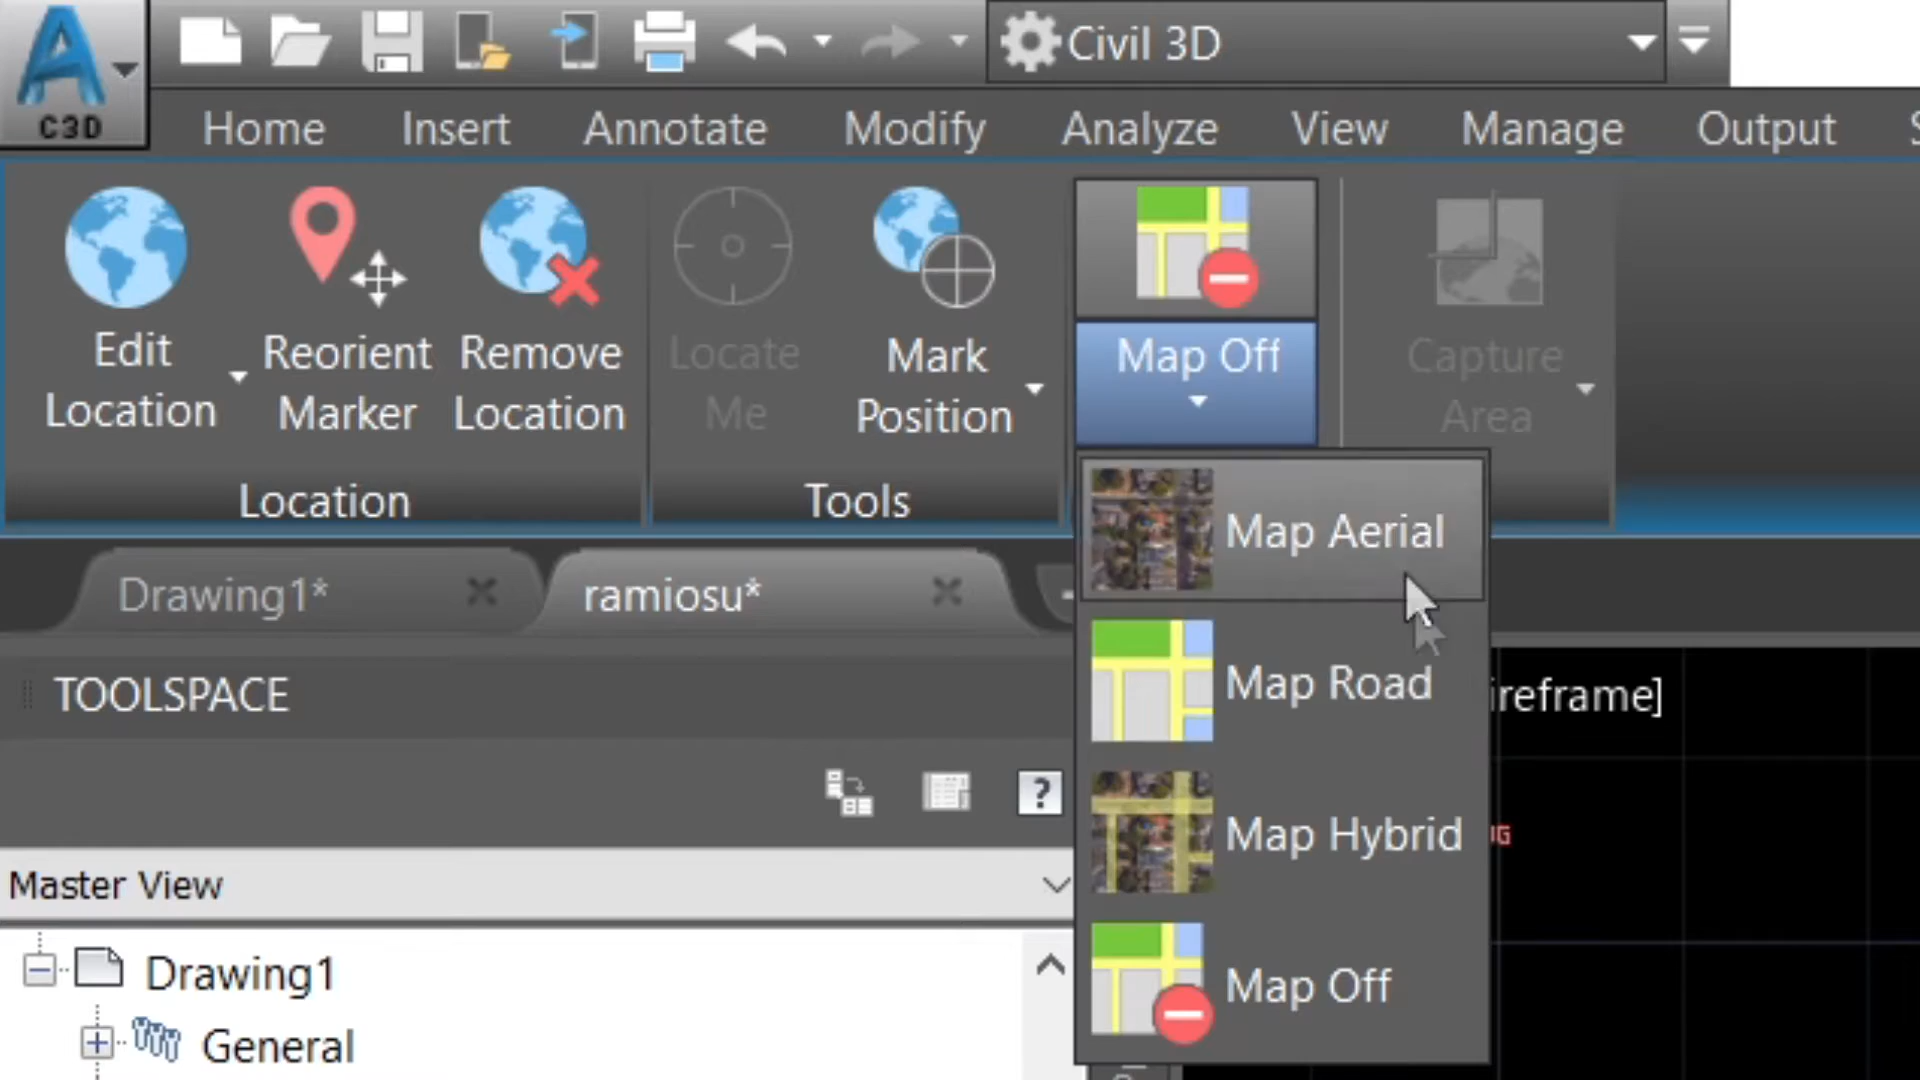 Civil 3D
C3D
Home Insert Annotate Modify Analyze View Manage Output
Edit Location
Reorient Marker
Remove Location
Locate Me
Mark Position
Map Off
Capture Area
Location
Tools
Map Aerial
Map Road
Map Hybrid
Map Off
Drawing1*
ramiosu*
TOOLSPACE
ireframe]
?
Master View
Drawing1
General